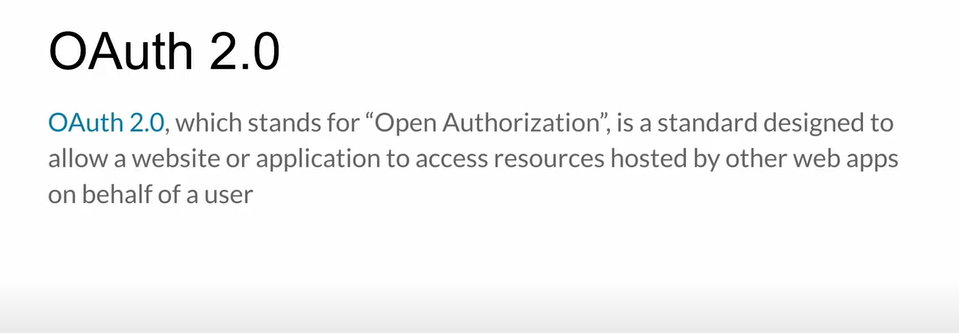 OAuth 2.0
OAuth 2.0, which stands for “Open Authorization”, is a standard designed to
allow a website or application to access resources hosted by other web apps
on behalf of a user